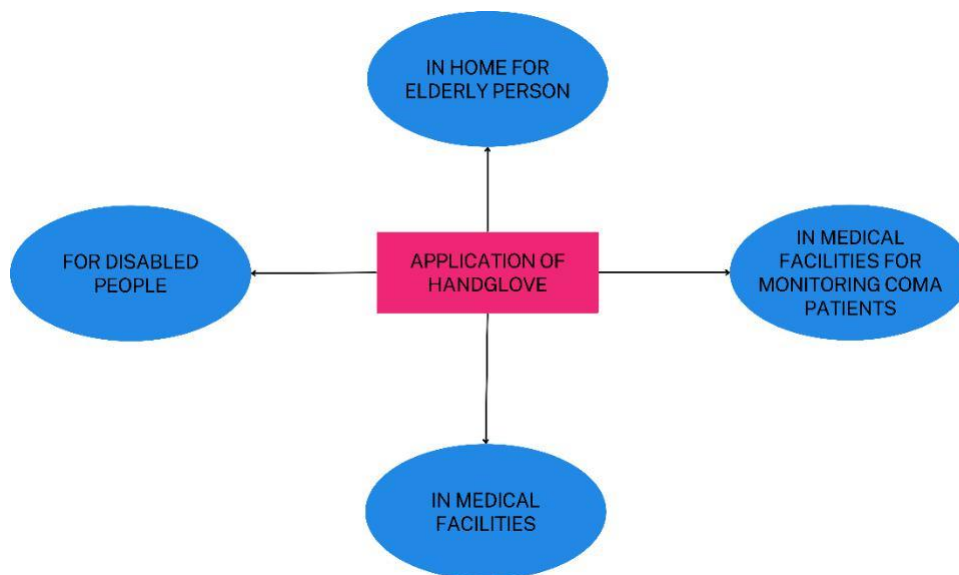 IN HOME FOR
ELDERLY PERSON
FOR DISABLED
PEOPLE
APPLICATION OF
HANDGLOVE
IN MEDICAL
FACILITIES FOR
MONITORING COMA
PATIENTS
IN MEDICAL
FACILITIES